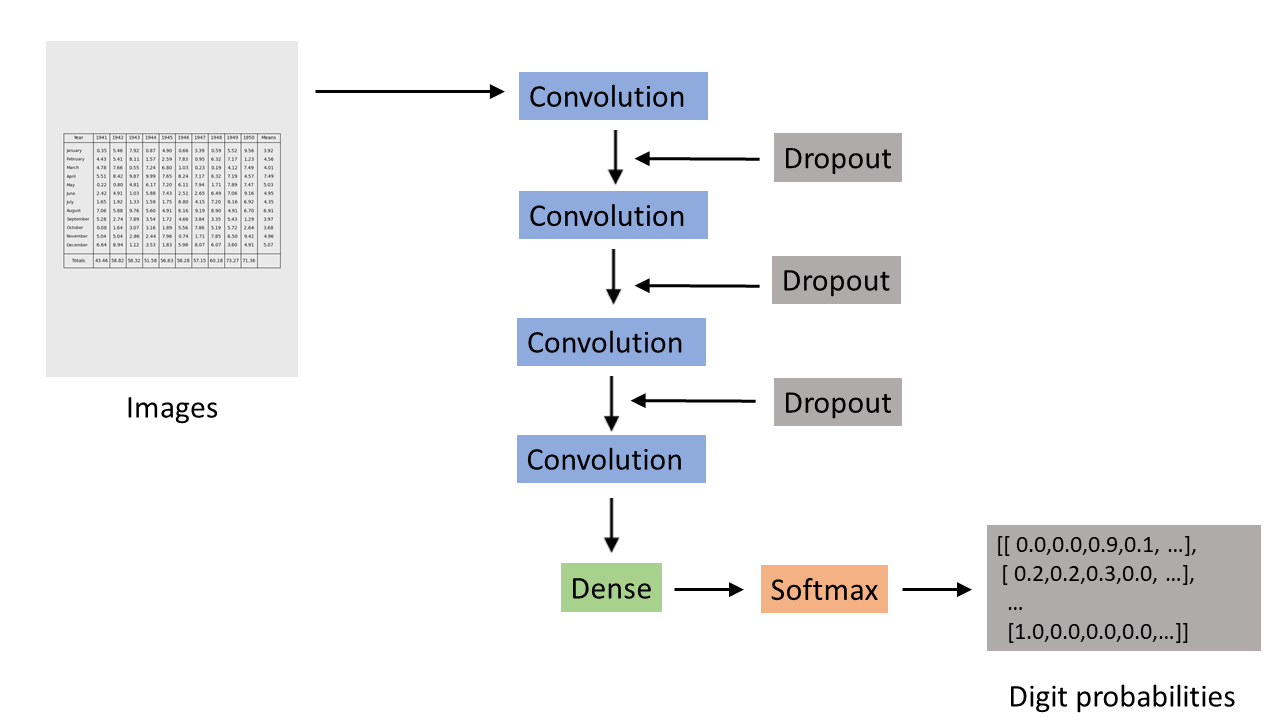 Year 1941 1942 1943 1944 1945 1946 1947 1948 1949 1950 Means
January 0.35 5.46 7.92 0.87 4.90 0.66 3.39 0.59 5.52 9.56 3.92
February 4.43 5.41 8.11 1.57 2.59 7.83 0.95 6.32 7.17 1.23 4.56
March 4.78 7.66 0.55 7.24 6.80 1.03 0.23 0.19 4.12 7.49 4.01
April 5.51 8.42 9.87 9.99 7.65 8.24 7.17 6.32 7.19 4.57 7.49
May 0.22 0.80 4.81 6.17 7.20 6.11 7.94 1.71 7.89 7.47 5.03
June 2.42 4.91 1.03 5.88 7.43 2.51 2.65 6.49 7.06 9.16 4.95
July 1.65 1.92 1.33 1.59 1.75 8.80 4.15 7.20 8.16 6.92 4.35
August 7.06 5.88 9.76 5.60 4.91 6.16 9.19 8.90 4.91 6.70 6.91
September 5.28 2.74 7.89 3.54 1.72 4.66 3.84 3.35 5.43 1.29 3.97
October 0.08 1.64 3.07 3.16 1.89 5.56 7.86 5.19 5.72 2.64 3.68
November 5.04 5.04 2.86 2.44 7.96 0.74 1.71 7.85 6.50 9.42 4.96
December 6.64 8.94 1.12 3.53 1.83 5.98 8.07 6.07 3.60 4.91 5.07
Totals 43.46 58.82 58.32 51.58 56.63 58.28 57.15 60.18 73.27 71.36
Images
Convolution
Dropout
Convolution
Dropout
Convolution
Dropout
Convolution
Dense
Softmax
[[ 0.0,0.0,0.9,0.1, ...],
[ 0.2,0.2,0.3,0.0, ...],
...
[1.0,0.0,0.0,0.0,...]]
Digit probabilities